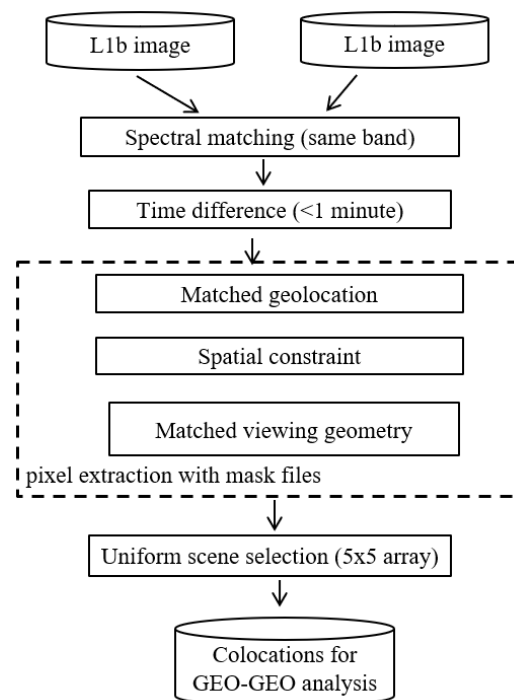 L1b image
L1b image
Spectral matching (same band)
Time difference (<1 minute)
Matched geolocation
Spatial constraint
Matched viewing geometry
pixel extraction with mask files
Uniform scene selection (5x5 array)
Colocations for
GEO-GEO analysis